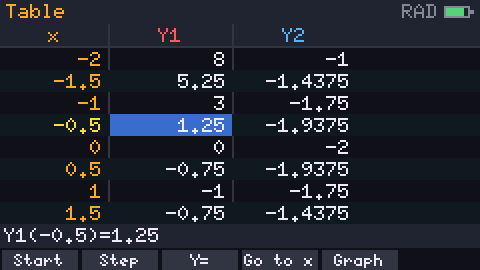 Table RAD
x Y1 Y2
-2 8 -1
-1.5 5.25 -1.4375
-1 3 -1.75
-0.5 1.25 -1.9375
0 0 -2
0.5 -0.75 -1.9375
1 -1 -1.75
1.5 -0.75 -1.4375
Y1(-0.5)=1.25
Start Step Y= Go to x Graph